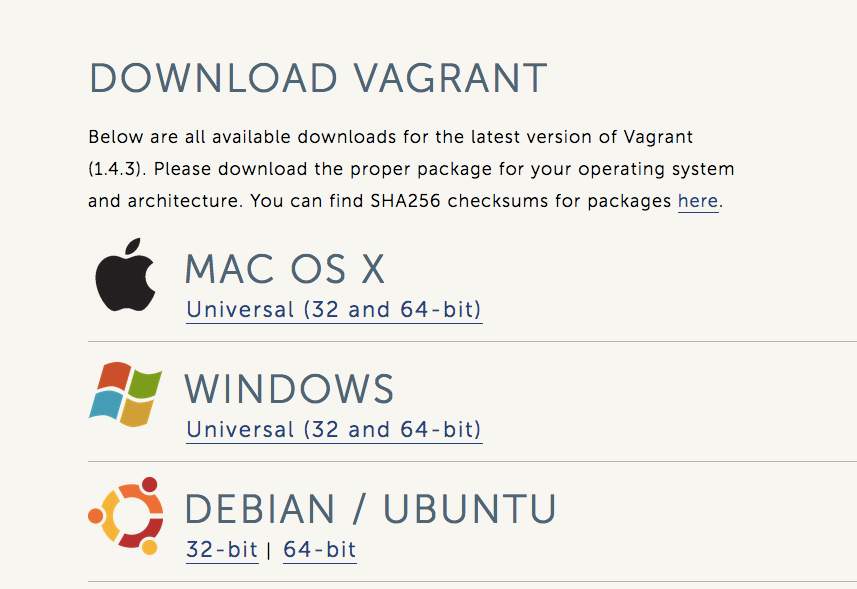 DOWNLOAD VAGRANT
Below are all available downloads for the latest version of Vagrant
(1.4.3). Please download the proper package for your operating system
and architecture. You can find SHA256 checksums for packages here.
MAC OS X
Universal (32 and 64-bit)
WINDOWS
Universal (32 and 64-bit)
DEBIAN / UBUNTU
32-bit | 64-bit